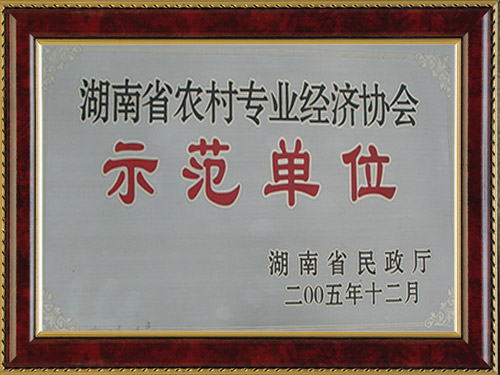 湖南省农村专业经济协会
示范单位
湖南省民政厅
二00五年十二月